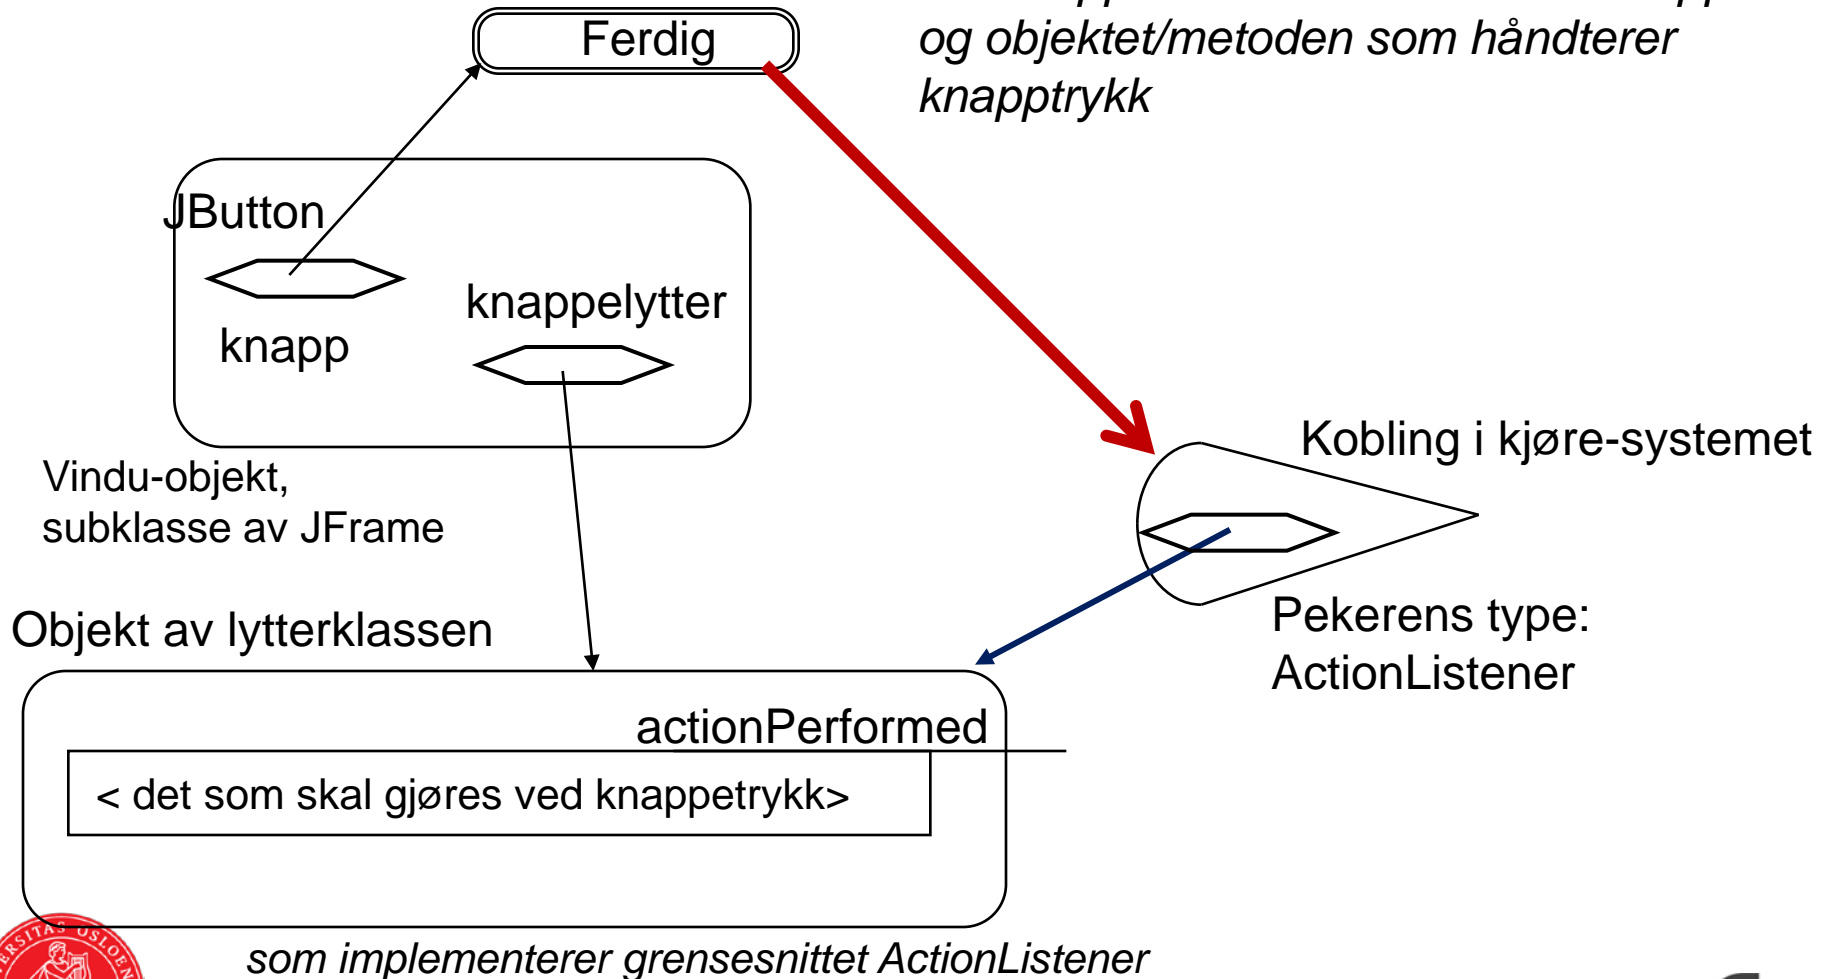 Ferdig
og objektet/metoden som håndterer
knapptrykk
JButton
knappelytter
knapp
Kobling i kjøre-systemet
Vindu-objekt,
subklasse av JFrame
Pekerens type:
ActionListener
Objekt av lytterklassen
actionPerformed
< det som skal gjøres ved knappetrykk>
som implementerer grensesnittet ActionListener